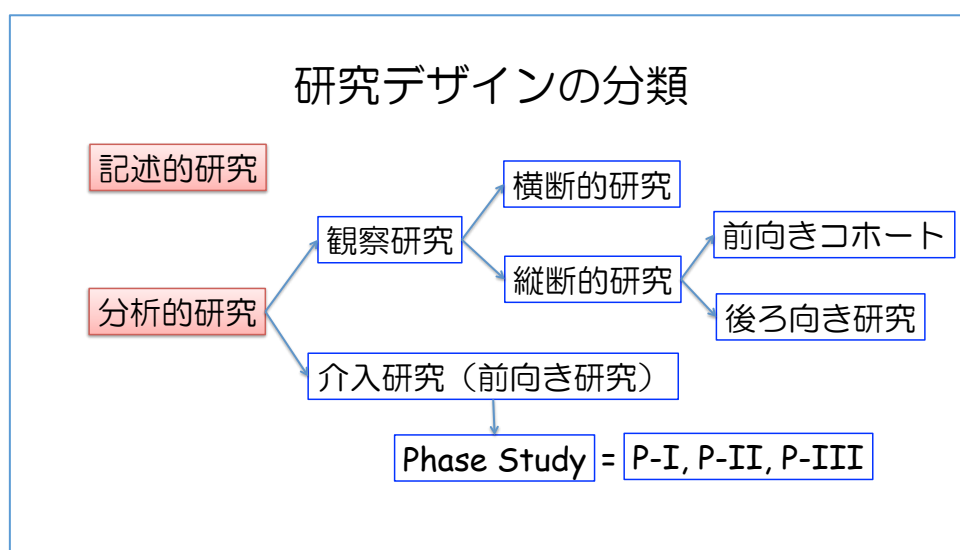 研究デザインの分類
記述的研究
分析的研究
観察研究
介入研究（前向き研究）
横断的研究
縦断的研究
前向きコホート
後ろ向き研究
Phase Study = P-I, P-II, P-III